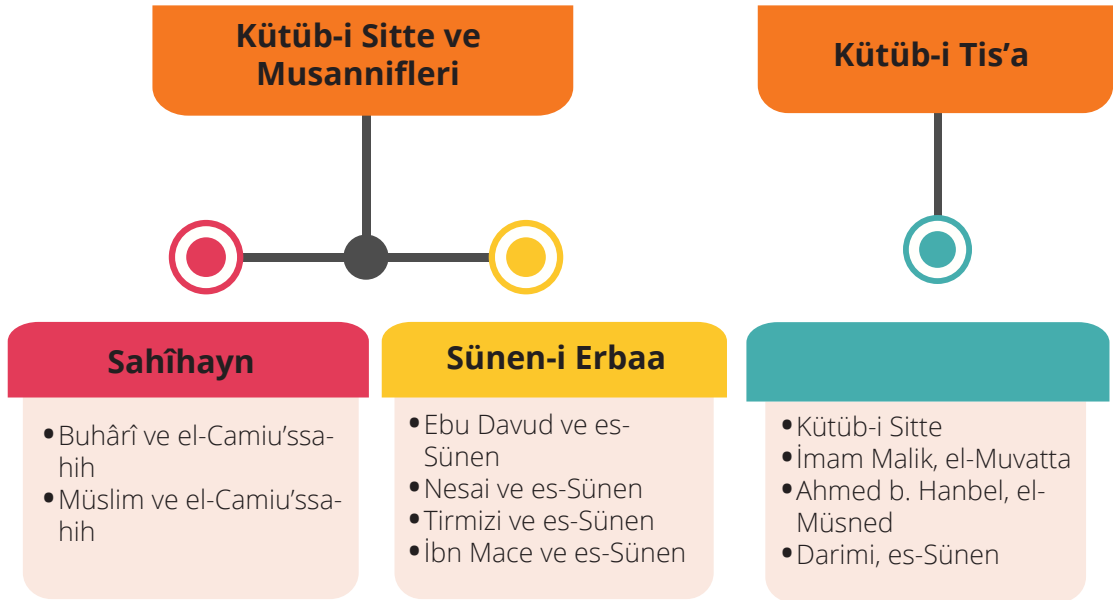 Kütüb-i Sitte ve
Musannifleri
Kütüb-i Tis’a
Sahîhayn
• Buhârî ve el-Camiu’ssa-
hih
• Müslim ve el-Camiu’ssa-
hih
Sünen-i Erbaa
• Ebu Davud ve es-
Sünen
• Nesai ve es-Sünen
• Tirmizi ve es-Sünen
• İbn Mace ve es-Sünen
• Kütüb-i Sitte
• İmam Malik, el-Muvatta
• Ahmed b. Hanbel, el-
Müsned
• Darimi, es-Sünen